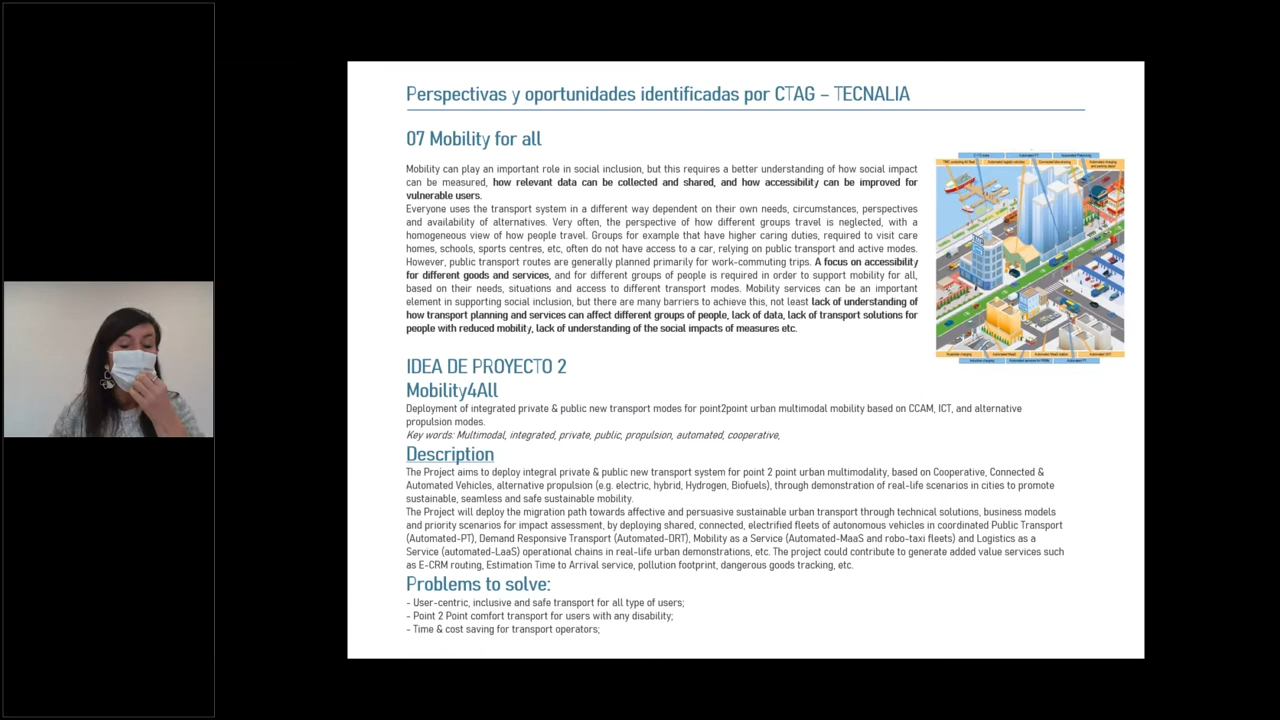 Perspectivas y oportunidades identificadas por CTAG – TECNALIA
07 Mobility for all
Mobility can play an important role in social inclusion, but this requires a better understanding of how social impact
can be measured, how relevant data can be collected and shared, and how accessibility can be improved for
vulnerable users.
Everyone uses the transport system in a different way dependent on their own needs, circumstances, perspectives
and availability of alternatives. Very often, the perspective of how different groups travel is neglected, with a
homogeneous view of how people travel. Groups for example that have higher caring duties, required to visit care
homes, schools, sports centres, etc, often do not have access to a car, relying on public transport and active modes.
However, public transport routes are generally planned primarily for work-commuting trips. A focus on accessibility
for different goods and services, and for different groups of people is required in order to support mobility for all,
based on their needs, situations and access to different transport modes. Mobility services can be an important
element in supporting social inclusion, but there are many barriers to achieve this, not least lack of understanding of
how transport planning and services can affect different groups of people, lack of data, lack of transport solutions for
people with reduced mobility, lack of understanding of the social impacts of measures etc.
IDEA DE PROYECTO 2
Mobility4All
Deployment of integrated private & public new transport modes for point2point urban multimodal mobility based on CCAM, ICT, and alternative
propulsion modes.
Key words: Multimodal, integrated, private, public, propulsion, automated, cooperative,
Description
The Project aims to deploy integral private & public new transport system for point 2 point urban multimodality, based on Cooperative, Connected &
Automated Vehicles, alternative propulsion (e.g. electric, hybrid, Hydrogen, Biofuels), through demonstration of real-life scenarios in cities to promote
sustainable, seamless and safe sustainable mobility.
The Project will deploy the migration path towards affective and persuasive sustainable urban transport through technical solutions, business models
and priority scenarios for impact assessment, by deploying shared, connected, electrified fleets of autonomous vehicles in coordinated Public Transport
(Automated-PT), Demand Responsive Transport (Automated-DRT), Mobility as a Service (Automated-MaaS and robo-taxi fleets) and Logistics as a
Service (automated-LaaS) operational chains in real-life urban demonstrations, etc. The project could contribute to generate added value services such
as E-CRM routing, Estimation Time to Arrival service, pollution footprint, dangerous goods tracking, etc.
Problems to solve:
- User-centric, inclusive and safe transport for all type of users;
- Point 2 Point comfort transport for users with any disability;
- Time & cost saving for transport operators;